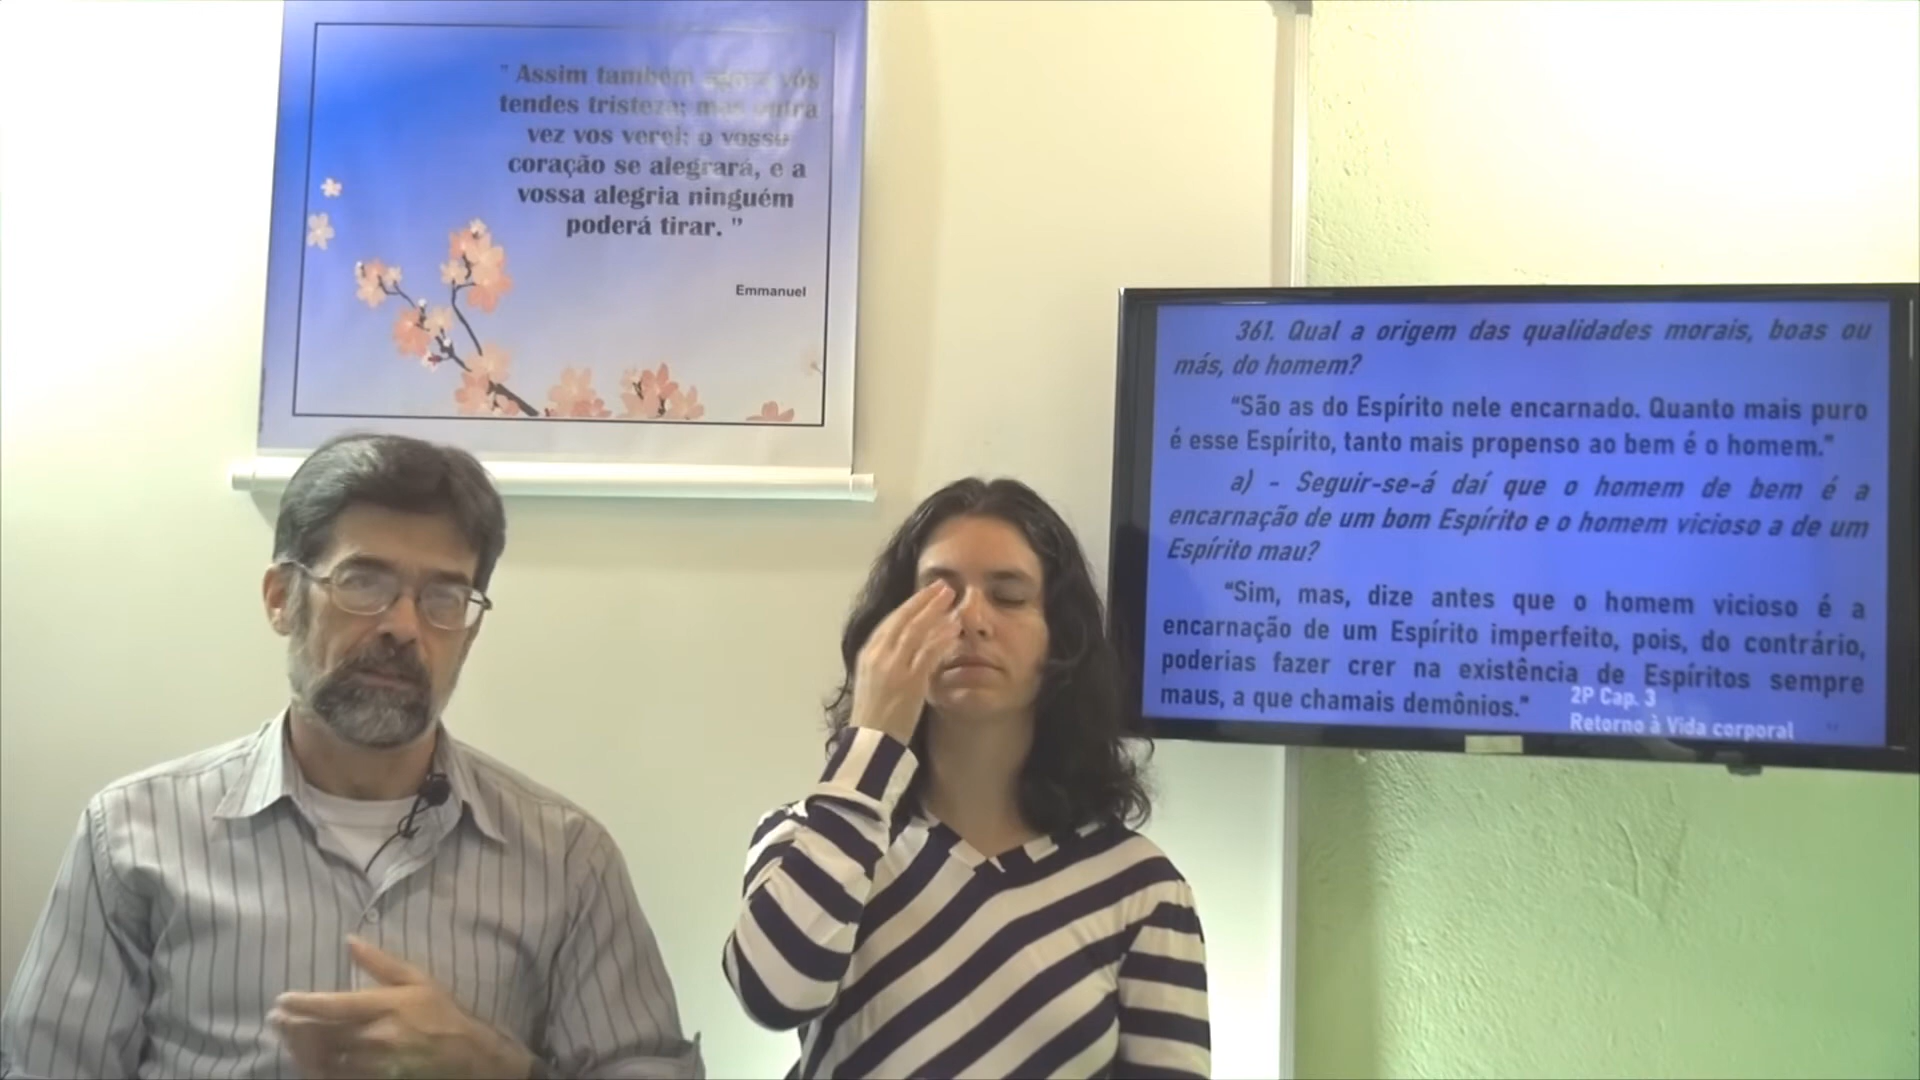 " Assim também agora vós
tendes tristeza; mas outra
vez vos verei; o vosso
coração se alegrará, e a
vossa alegria ninguém
poderá tirar. "
Emmanuel
361. Qual a origem das qualidades morais, boas ou
más, do homem?
“São as do Espírito nele encarnado. Quanto mais puro
é esse Espírito, tanto mais propenso ao bem é o homem.”
a) - Seguir-se-á daí que o homem de bem é a
encarnação de um bom Espírito e o homem vicioso a de um
Espírito mau?
“Sim, mas, dize antes que o homem vicioso é a
encarnação de um Espírito imperfeito, pois, do contrário,
poderias fazer crer na existência de Espíritos sempre
maus, a que chamais demônios.”
2P Cap. 3
Retorno à Vida corporal